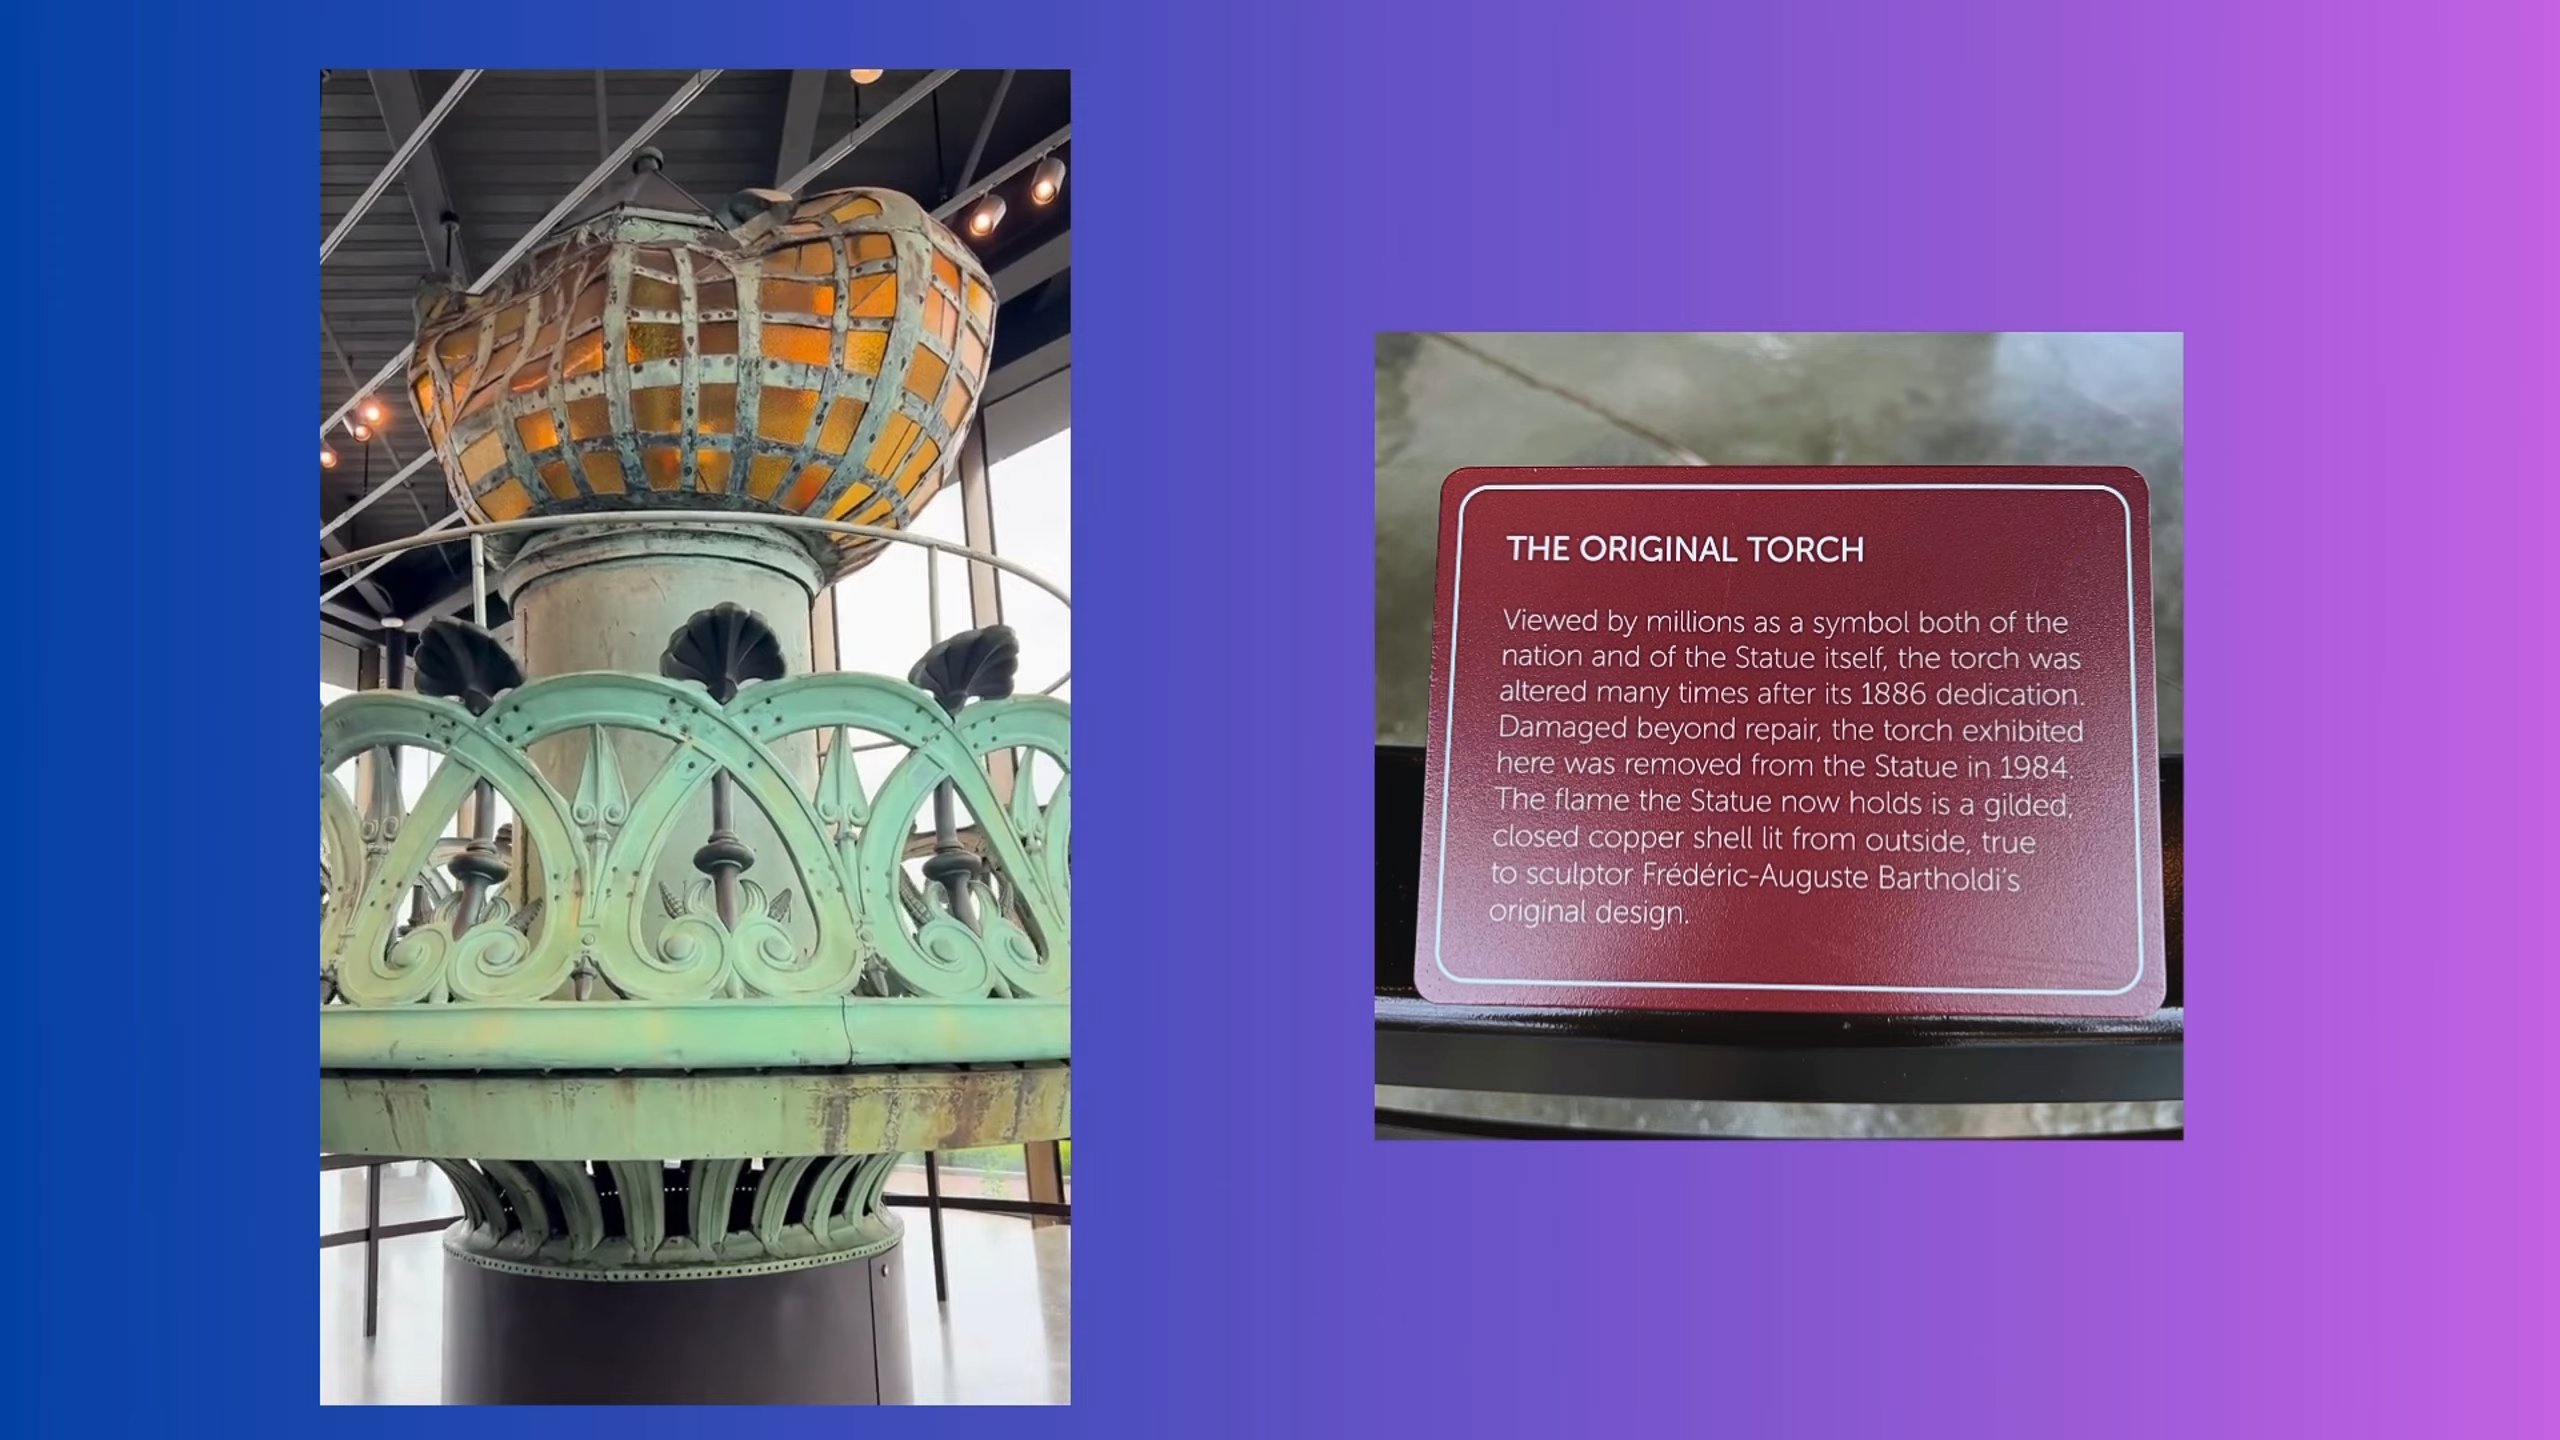 THE ORIGINAL TORCH
Viewed by millions as a symbol both of the
nation and of the Statue itself, the torch was
altered many times after its 1886 dedication.
Damaged beyond repair, the torch exhibited
here was removed from the Statue in 1984.
The flame the Statue now holds is a gilded,
closed copper shell lit from outside, true
to sculptor Frédéric-Auguste Bartholdi's
original design.